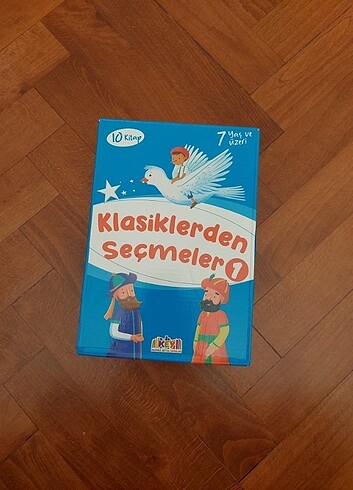 10 Kitap
7 Yaş ve
üzeri
Klasiklerden
Seçmeler 1